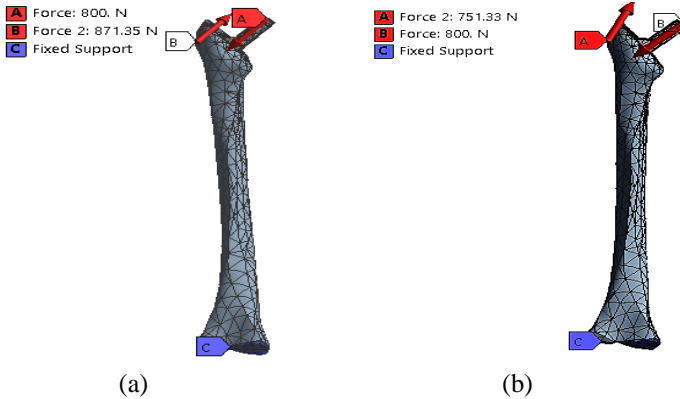 A Force: 800. N
B Force 2: 871.35 N
C Fixed Support
A
B
C
(a)
A Force 2: 751.33 N
B Force: 800. N
C Fixed Support
B
A
C
(b)